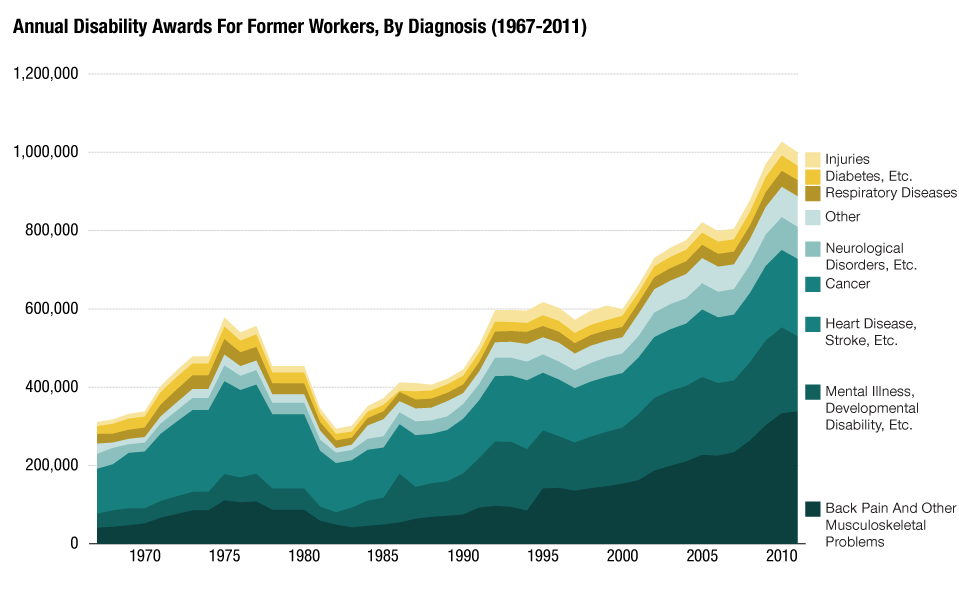 Annual Disability Awards For Former Workers, By Diagnosis (1967-2011)
1,200,000
1,000,000
800,000
600,000
400,000
200,000
0
1970
1975
1980
1985
1990
1995
2000
2005
2010
Injuries
Diabetes, Etc.
Respiratory Diseases
Other
Neurological
Disorders, Etc.
Cancer
Heart Disease,
Stroke, Etc.
Mental Illness,
Developmental
Disability, Etc.
Back Pain And Other
Musculoskeletal
Problems